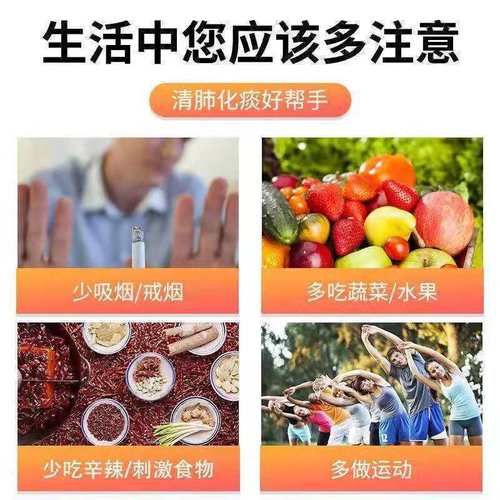 生活中您应该多注意
清肺化痰好帮手
少吸烟/戒烟
多吃蔬菜/水果
少吃辛辣/刺激食物
多做运动